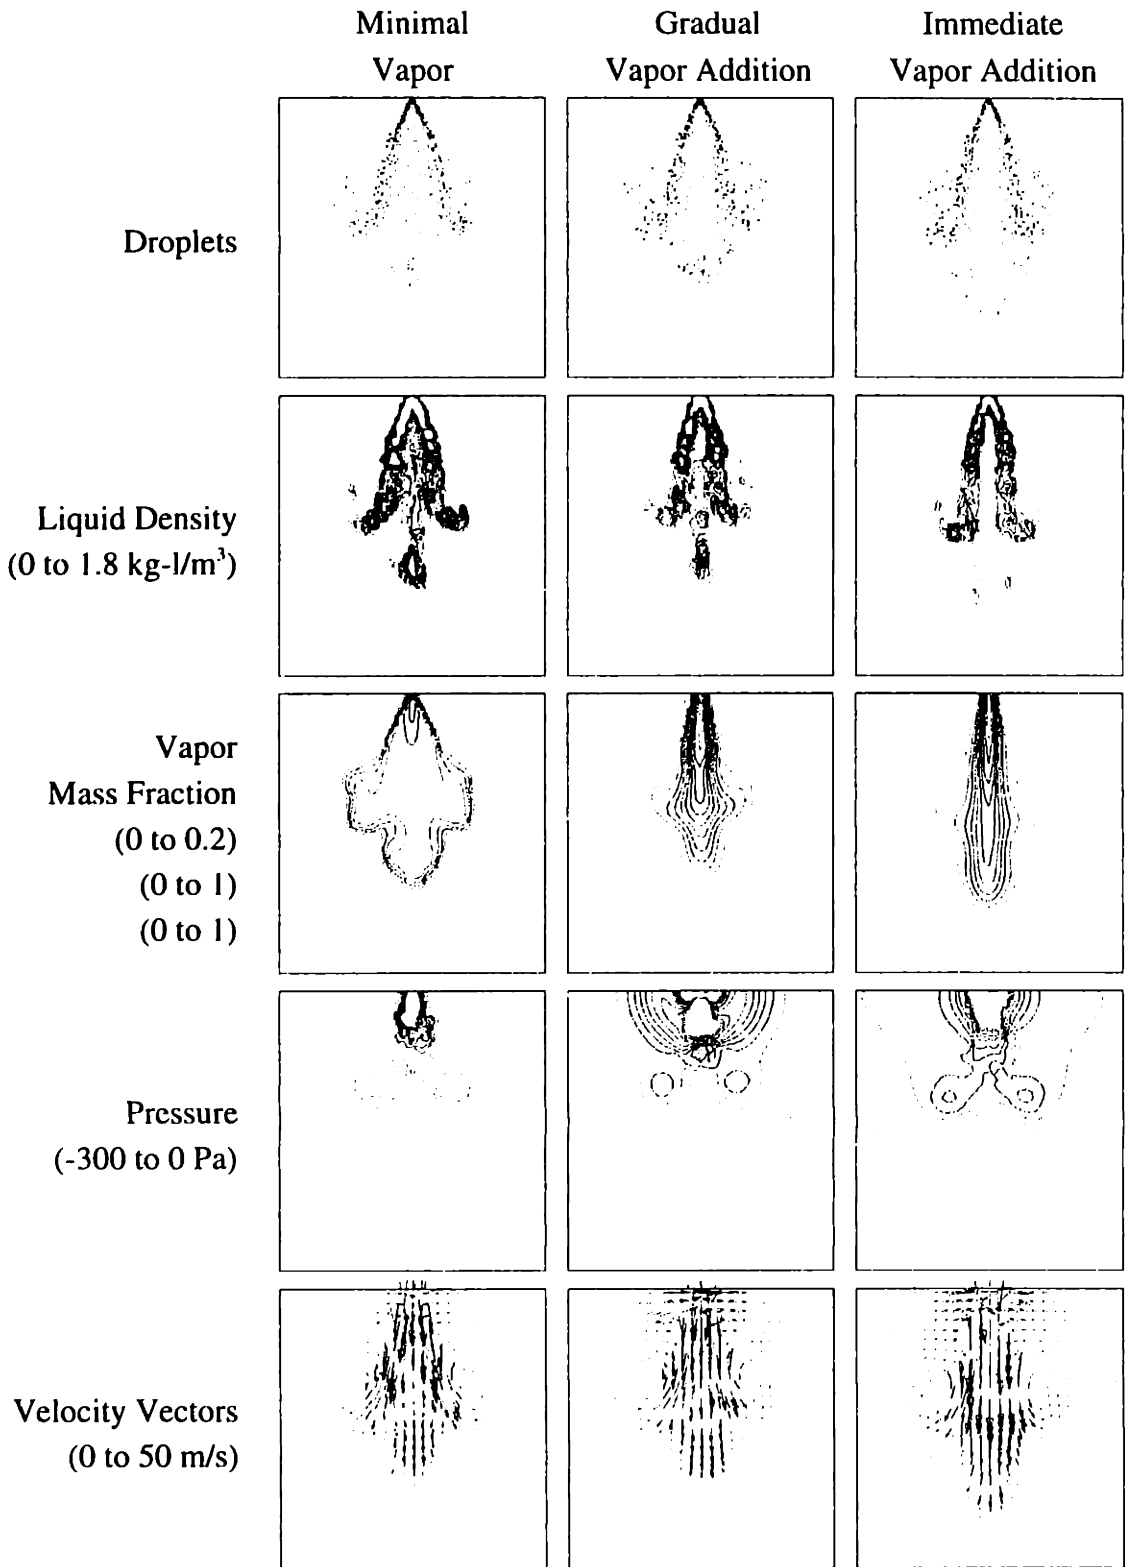 Minimal
Vapor
Gradual
Vapor Addition
Immediate
Vapor Addition
Droplets
Liquid Density
(0 to 1.8 kg-l/m³)
Vapor
Mass Fraction
(0 to 0.2)
(0 to 1)
(0 to 1)
Pressure
(-300 to 0 Pa)
Velocity Vectors
(0 to 50 m/s)